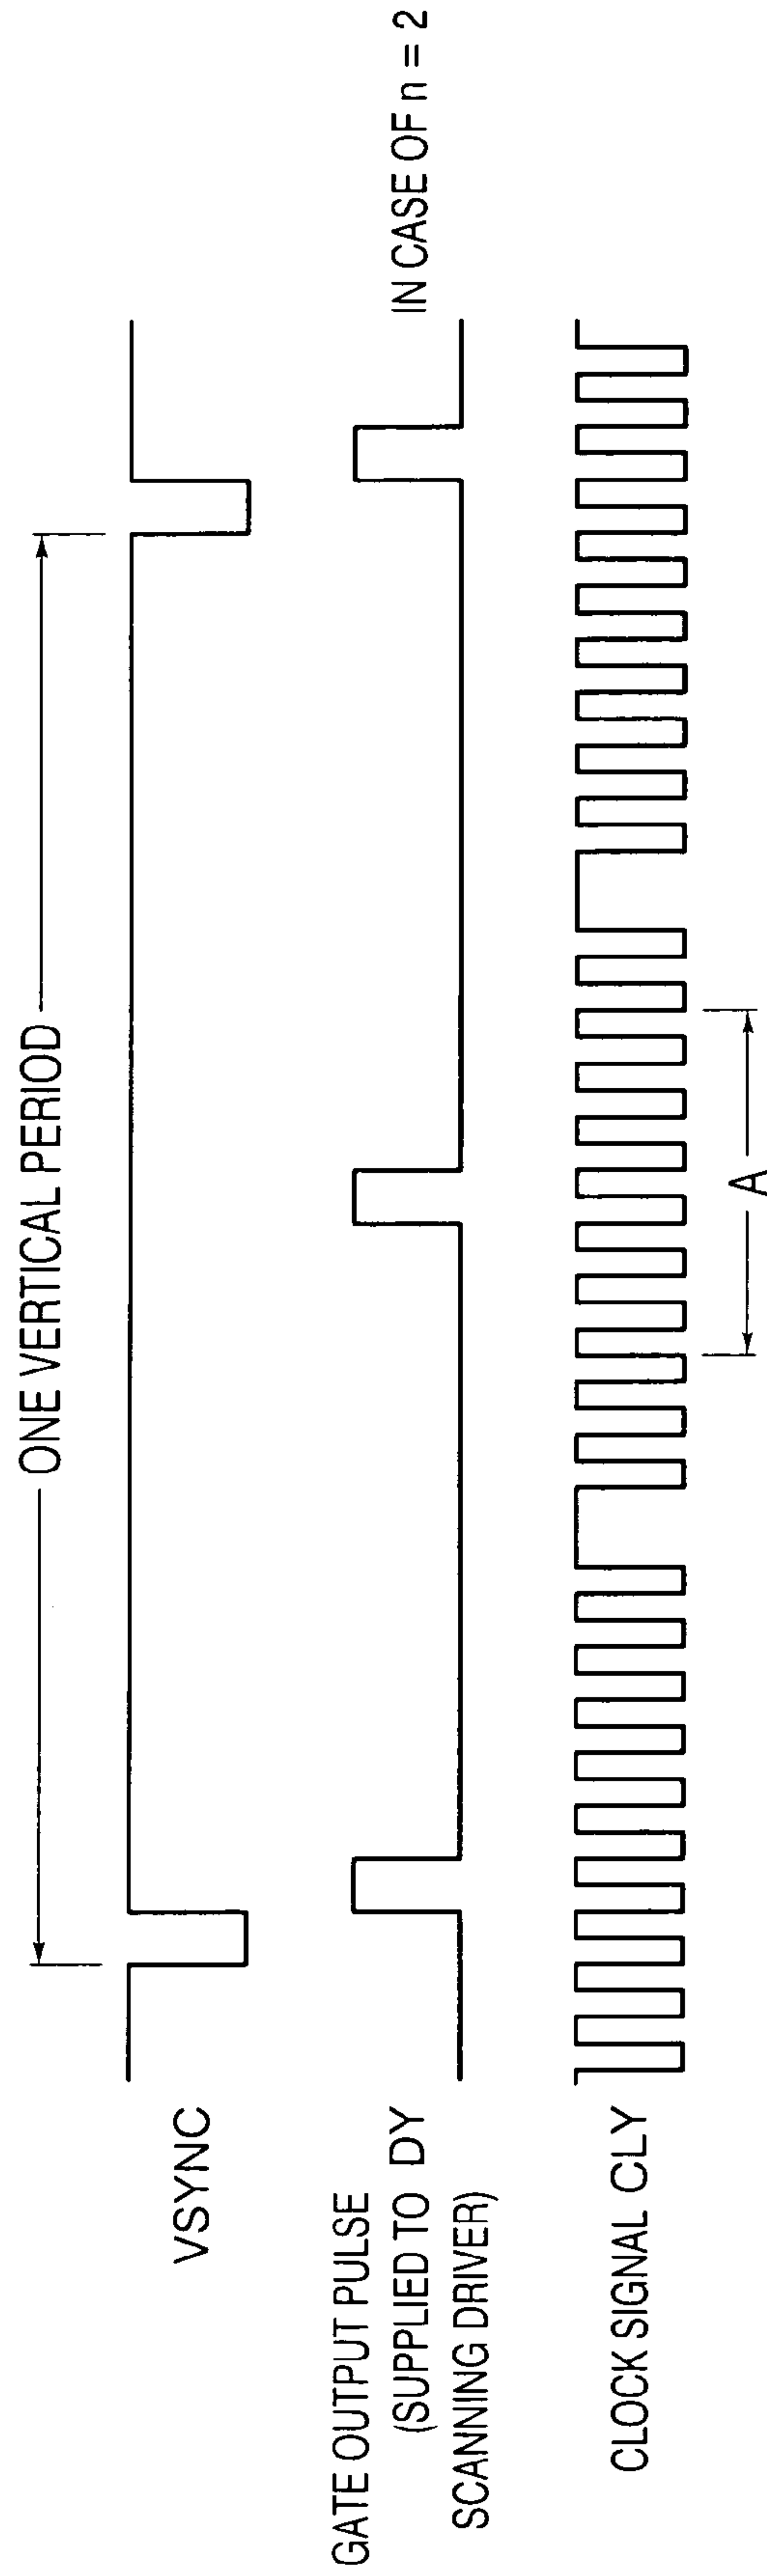 ONE VERTICAL PERIOD
VSYNC
GATE OUTPUT PULSE
(SUPPLIED TO DY
SCANNING DRIVER)
IN CASE OF n = 2
CLOCK SIGNAL CLY
A